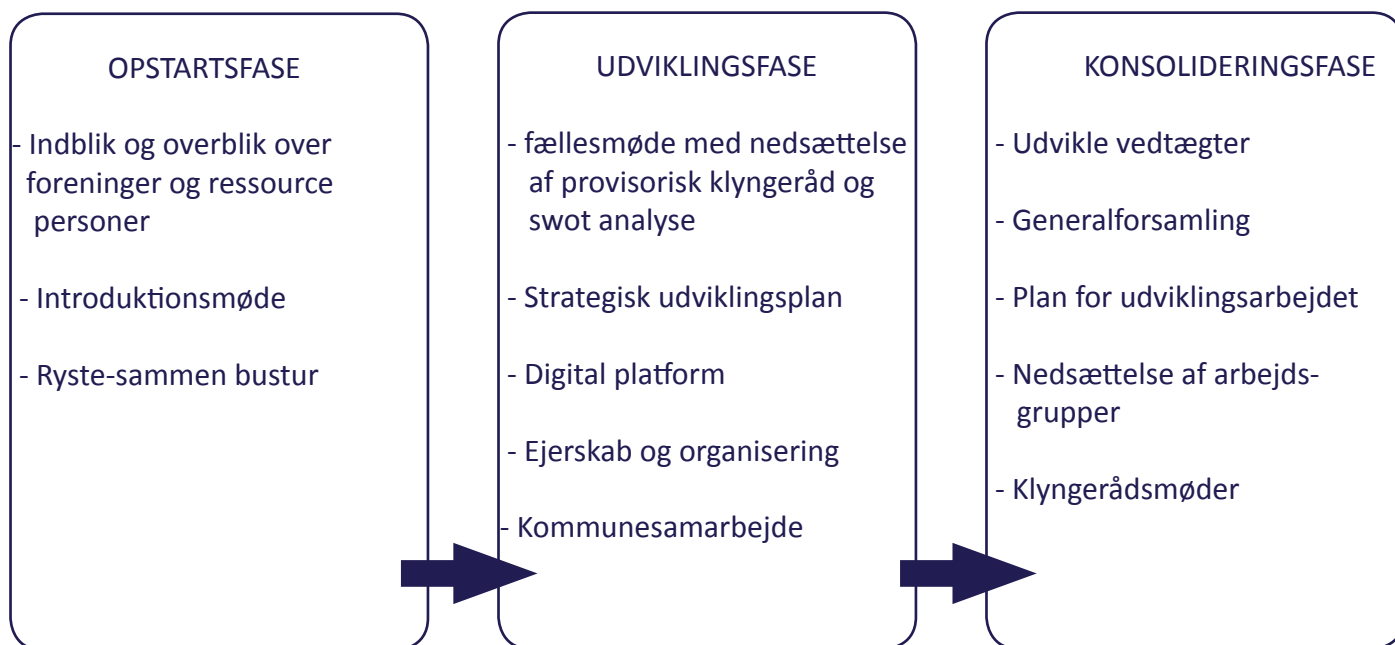 OPSTARTSFASE
- Indblik og overblik over
foreninger og ressource
personer
- Introduktionsmøde
- Ryste-sammen bustur
UDVIKLINGSFASE
- fællesmøde med nedsættelse
af provisorisk klyngeråd og
swot analyse
- Strategisk udviklingsplan
- Digital platform
- Ejerskab og organisering
- Kommunesamarbejde
KONSOLIDERINGSFASE
- Udvikle vedtægter
- Generalforsamling
- Plan for udviklingsarbejdet
- Nedsættelse af arbejds-
grupper
- Klyngerådsmøder